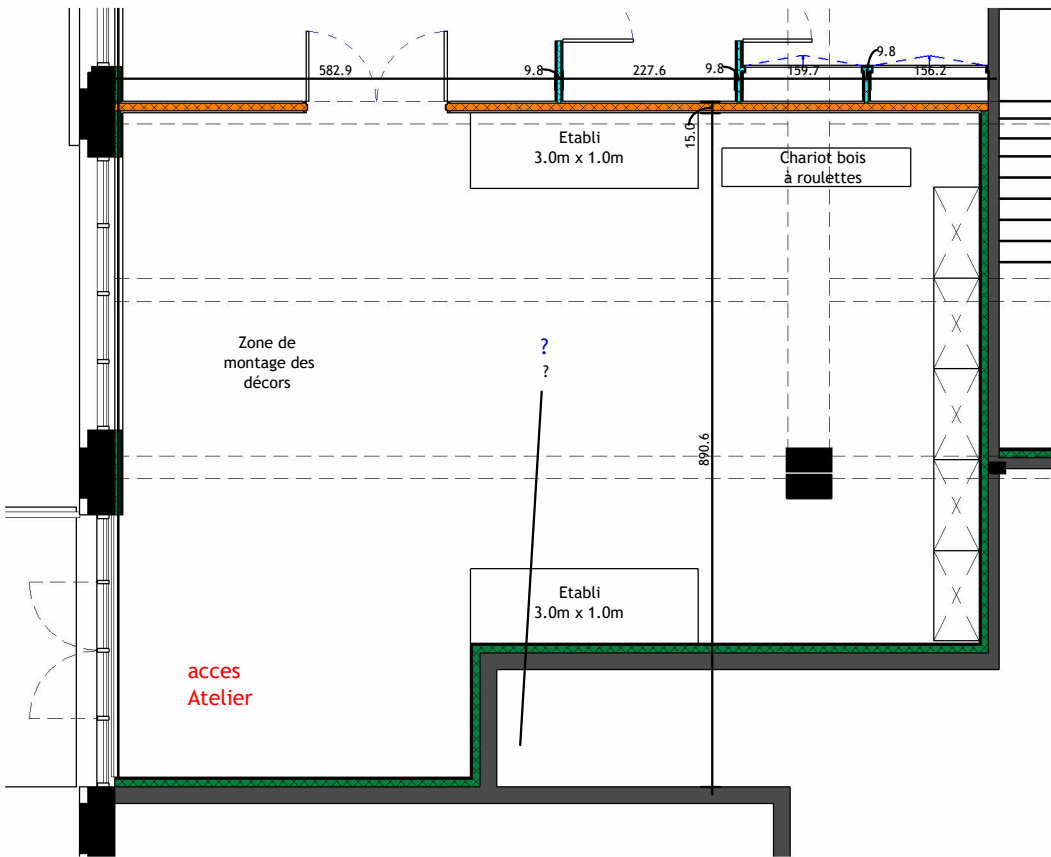 9.8
582.9
9.8
227.6
9.8
159.7
156.2
15.0
Etabli
3.0m x 1.0m
Chariot bois
à roulettes
Zone de
montage des
décors
?
?
890.6
Etabli
3.0m x 1.0m
acces
Atelier